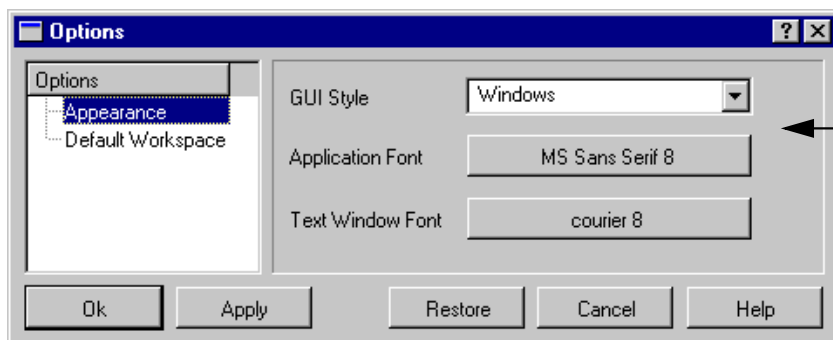 Options
Options
Appearance
Default Workspace
GUI Style
Windows
Application Font
MS Sans Serif 8
Text Window Font
courier 8
Ok
Apply
Restore
Cancel
Help